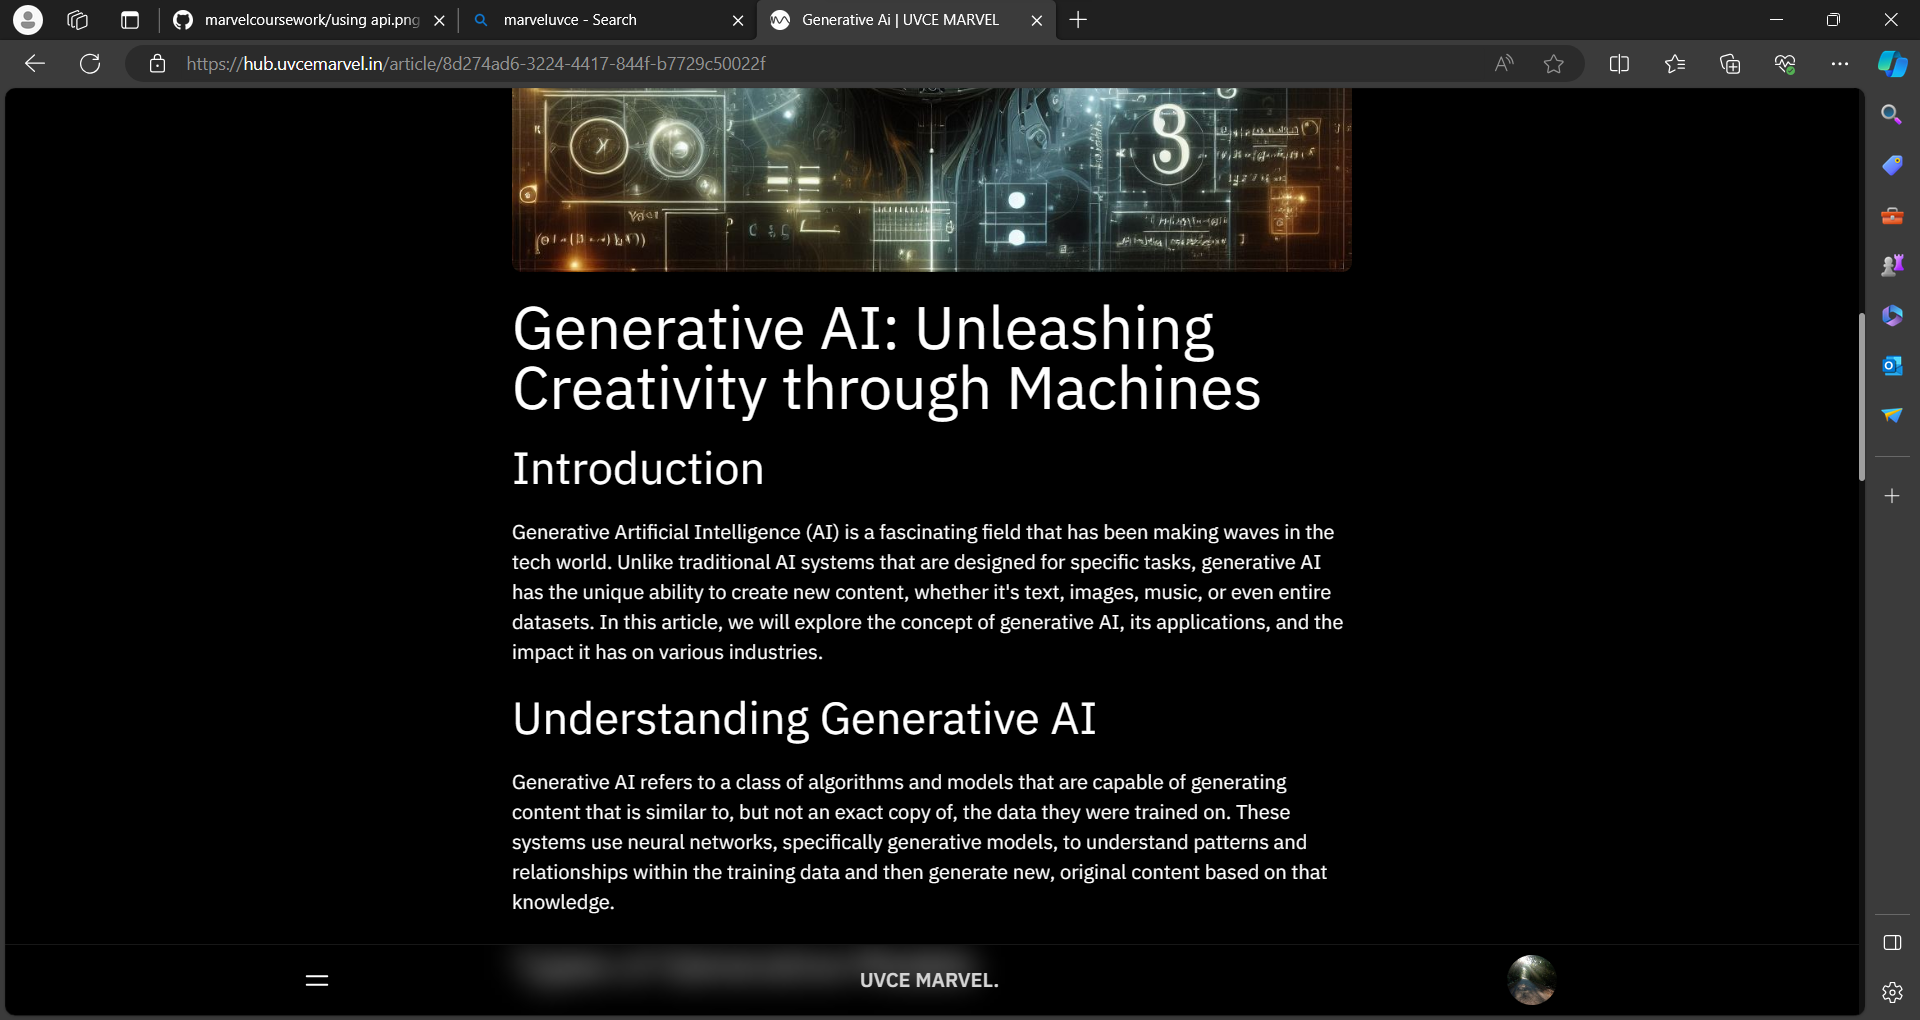 marvelcoursework/using api.png
marveluvce - Search
Generative Ai | UVCE MARVEL
https://hub.uvcemarvel.in/article/8d274ad6-3224-4417-844f-b7729c50022f
3
Generative AI: Unleashing
Creativity through Machines
Introduction
Generative Artificial Intelligence (AI) is a fascinating field that has been making waves in the
tech world. Unlike traditional AI systems that are designed for specific tasks, generative AI
has the unique ability to create new content, whether it's text, images, music, or even entire
datasets. In this article, we will explore the concept of generative AI, its applications, and the
impact it has on various industries.
Understanding Generative AI
Generative AI refers to a class of algorithms and models that are capable of generating
content that is similar to, but not an exact copy of, the data they were trained on. These
systems use neural networks, specifically generative models, to understand patterns and
relationships within the training data and then generate new, original content based on that
knowledge.
UVCE MARVEL.